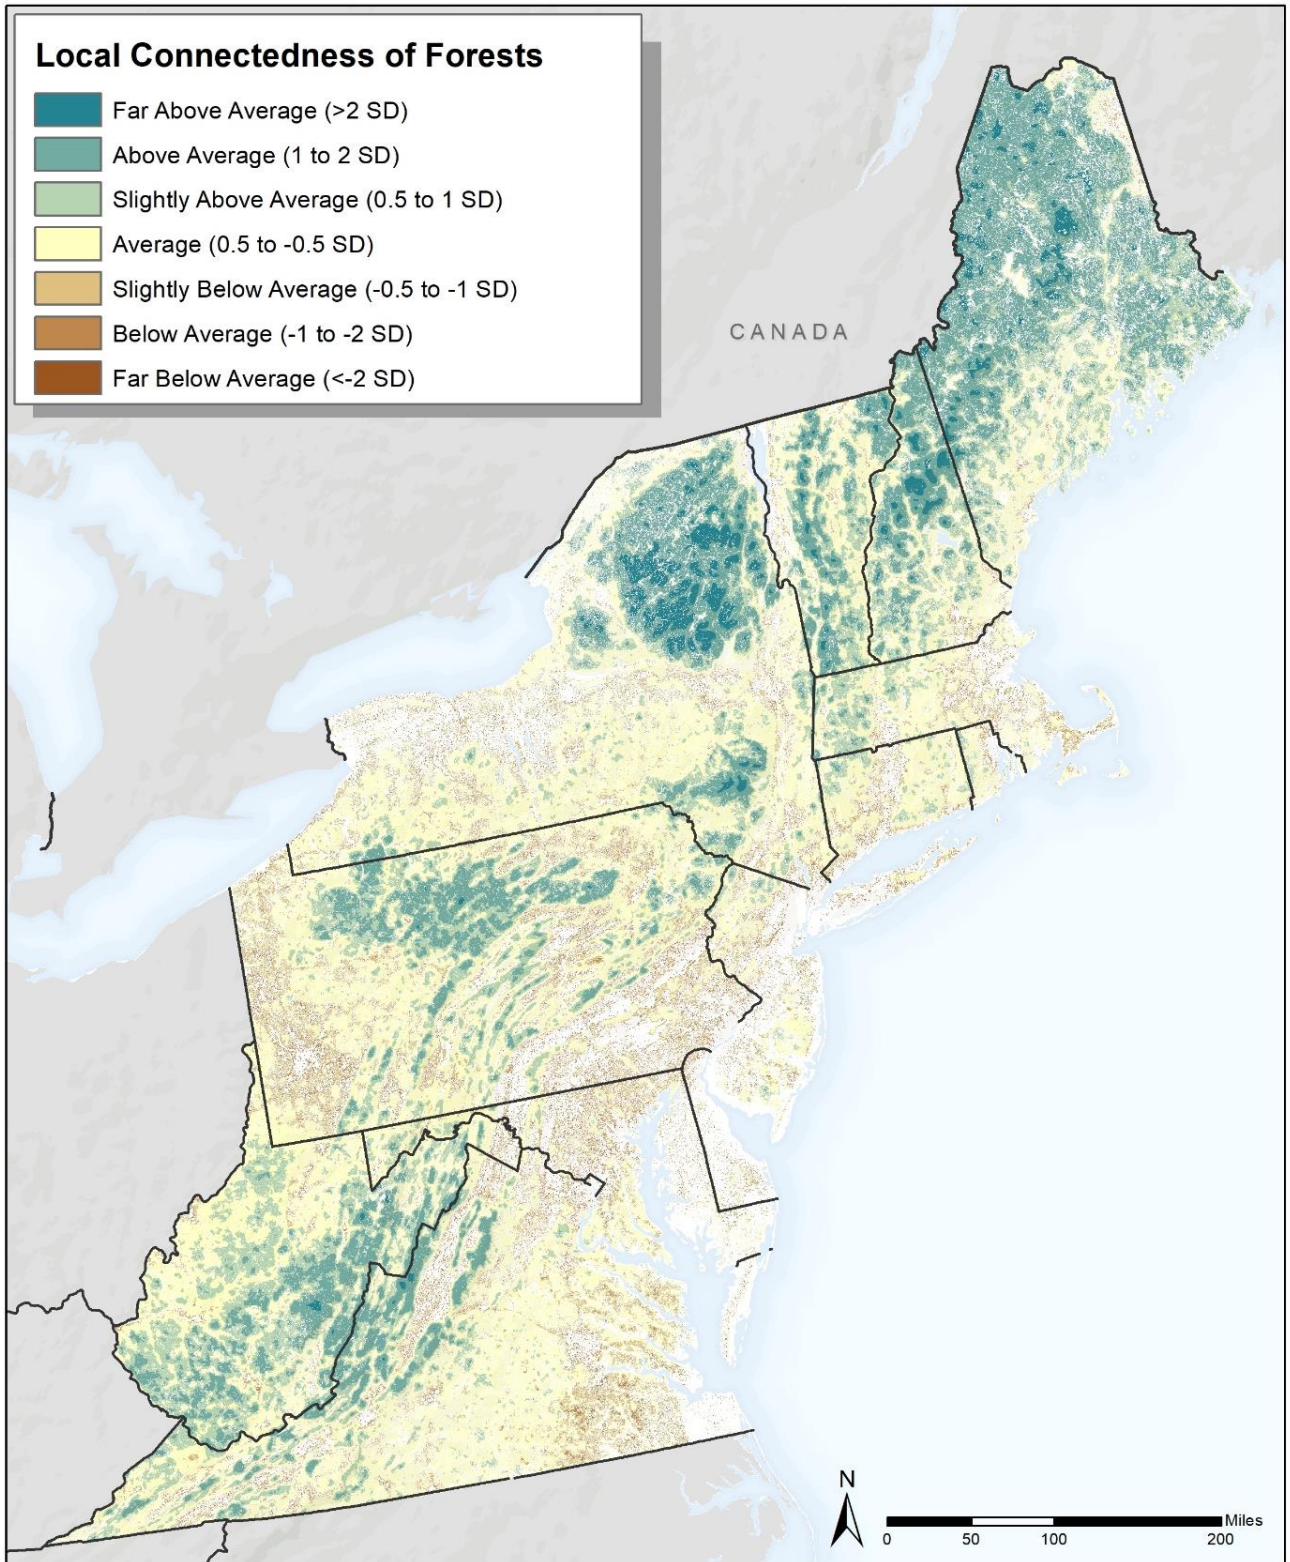 Local Connectedness of Forests
Far Above Average (>2 SD)
Above Average (1 to 2 SD)
Slightly Above Average (0.5 to 1 SD)
Average (0.5 to -0.5 SD)
Slightly Below Average (-0.5 to -1 SD)
Below Average (-1 to -2 SD)
Far Below Average (<-2 SD)
CANADA
N
Miles
0 50 100 200